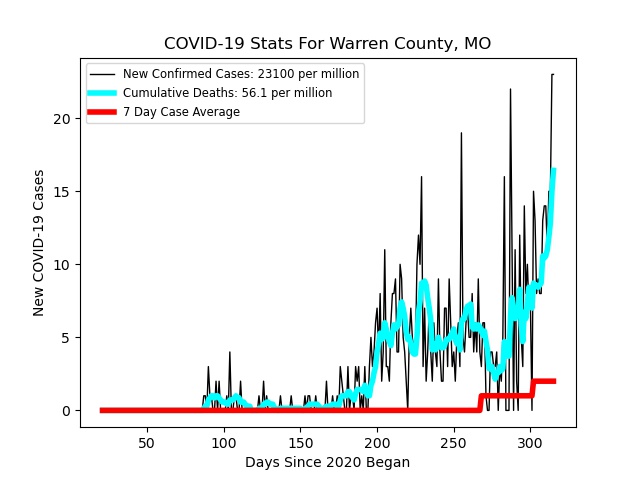 COVID-19 Stats For Warren County, MO
New Confirmed Cases: 23100 per million
Cumulative Deaths: 56.1 per million
7 Day Case Average
New COVID-19 Cases
20
15
10
5
0
50 100 150 200 250 300
Days Since 2020 Began